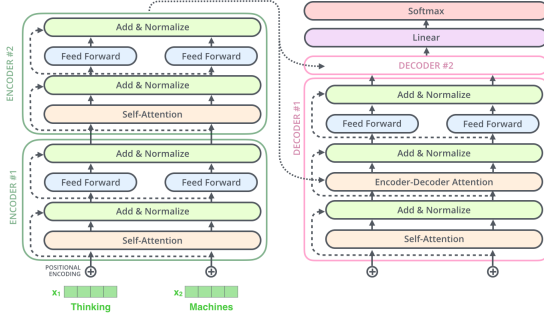 ENCODER #2
Add & Normalize
Feed Forward Feed Forward
Add & Normalize
Self-Attention
ENCODER #1
Add & Normalize
Feed Forward Feed Forward
Add & Normalize
Self-Attention
POSITIONAL
ENCODING
x1 x2
Thinking Machines
Softmax
Linear
DECODER #2
DECODER #1
Add & Normalize
Feed Forward Feed Forward
Add & Normalize
Encoder-Decoder Attention
Add & Normalize
Self-Attention